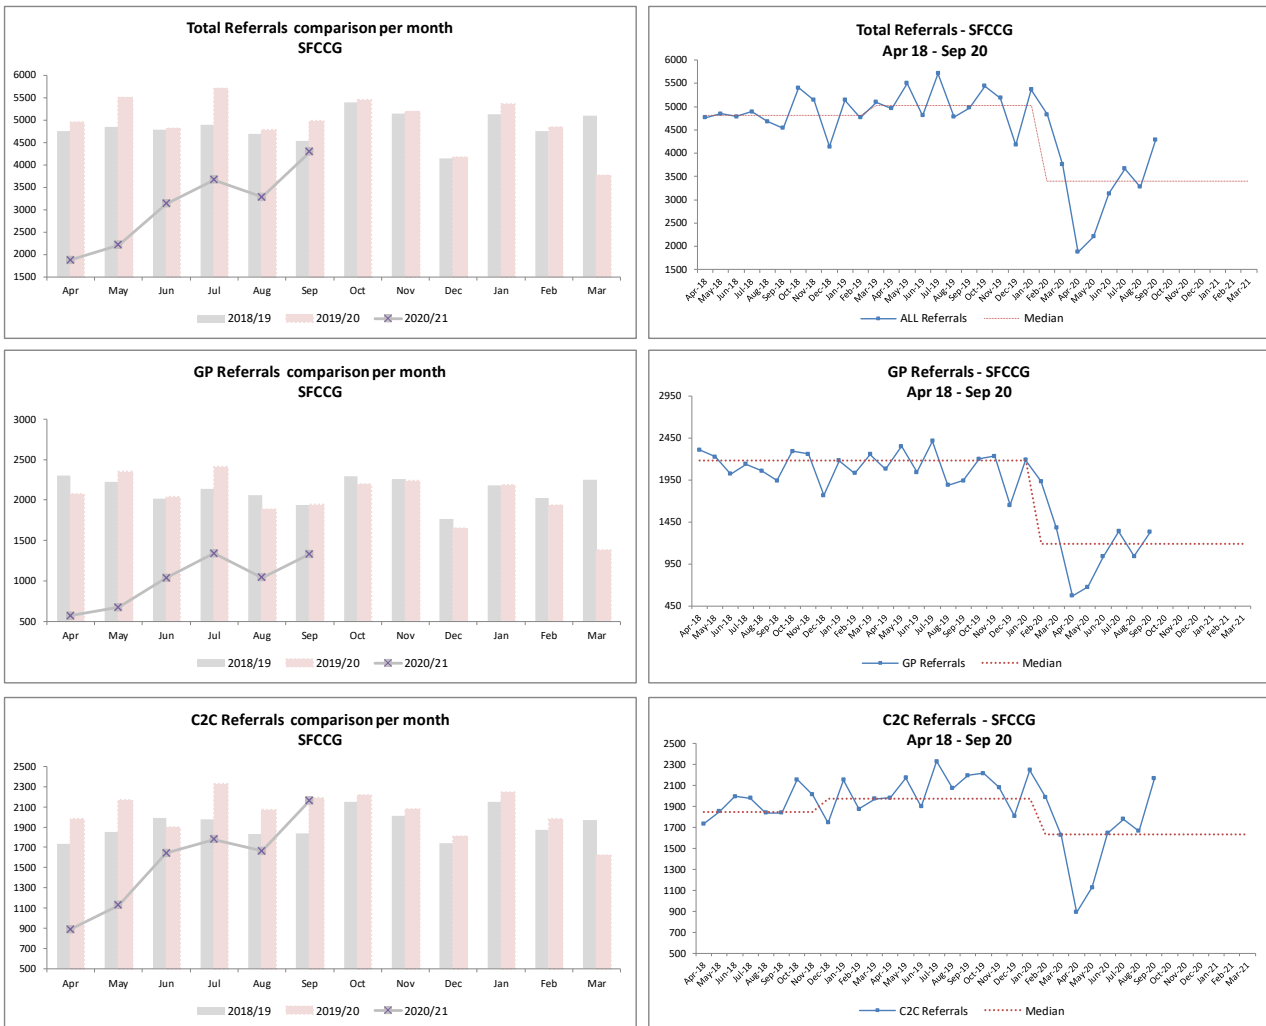 Total Referrals comparison per month
SFCCG
6000
5500
5000
4500
4000
3500
3000
2500
2000
1500
Apr May Jun Jul Aug Sep Oct Nov Dec Jan Feb Mar
2018/19 2019/20 2020/21
Total Referrals - SFCCG
Apr 18 - Sep 20
6000
5500
5000
4500
4000
3500
3000
2500
2000
1500
Apr-18 May-18 Jun-18 Jul-18 Aug-18 Sep-18 Oct-18 Nov-18 Dec-18 Jan-19 Feb-19 Mar-19 Apr-19 May-19 Jun-19 Jul-19 Aug-19 Sep-19 Oct-19 Nov-19 Dec-19 Jan-20 Feb-20 Mar-20 Apr-20 May-20 Jun-20 Jul-20 Aug-20 Sep-20 Oct-20 Nov-20 Dec-20 Jan-21 Feb-21 Mar-21
ALL Referrals Median
GP Referrals comparison per month
SFCCG
3000
2500
2000
1500
1000
500
Apr May Jun Jul Aug Sep Oct Nov Dec Jan Feb Mar
2018/19 2019/20 2020/21
GP Referrals - SFCCG
Apr 18 - Sep 20
2950
2450
1950
1450
950
450
Apr-18 May-18 Jun-18 Jul-18 Aug-18 Sep-18 Oct-18 Nov-18 Dec-18 Jan-19 Feb-19 Mar-19 Apr-19 May-19 Jun-19 Jul-19 Aug-19 Sep-19 Oct-19 Nov-19 Dec-19 Jan-20 Feb-20 Mar-20 Apr-20 May-20 Jun-20 Jul-20 Aug-20 Sep-20 Oct-20 Nov-20 Dec-20 Jan-21 Feb-21 Mar-21
GP Referrals Median
C2C Referrals comparison per month
SFCCG
2500
2300
2100
1900
1700
1500
1300
1100
900
700
500
Apr May Jun Jul Aug Sep Oct Nov Dec Jan Feb Mar
2018/19 2019/20 2020/21
C2C Referrals - SFCCG
Apr 18 - Sep 20
2500
2300
2100
1900
1700
1500
1300
1100
900
700
500
Apr-18 May-18 Jun-18 Jul-18 Aug-18 Sep-18 Oct-18 Nov-18 Dec-18 Jan-19 Feb-19 Mar-19 Apr-19 May-19 Jun-19 Jul-19 Aug-19 Sep-19 Oct-19 Nov-19 Dec-19 Jan-20 Feb-20 Mar-20 Apr-20 May-20 Jun-20 Jul-20 Aug-20 Sep-20 Oct-20 Nov-20 Dec-20 Jan-21 Feb-21 Mar-21
C2C Referrals Median